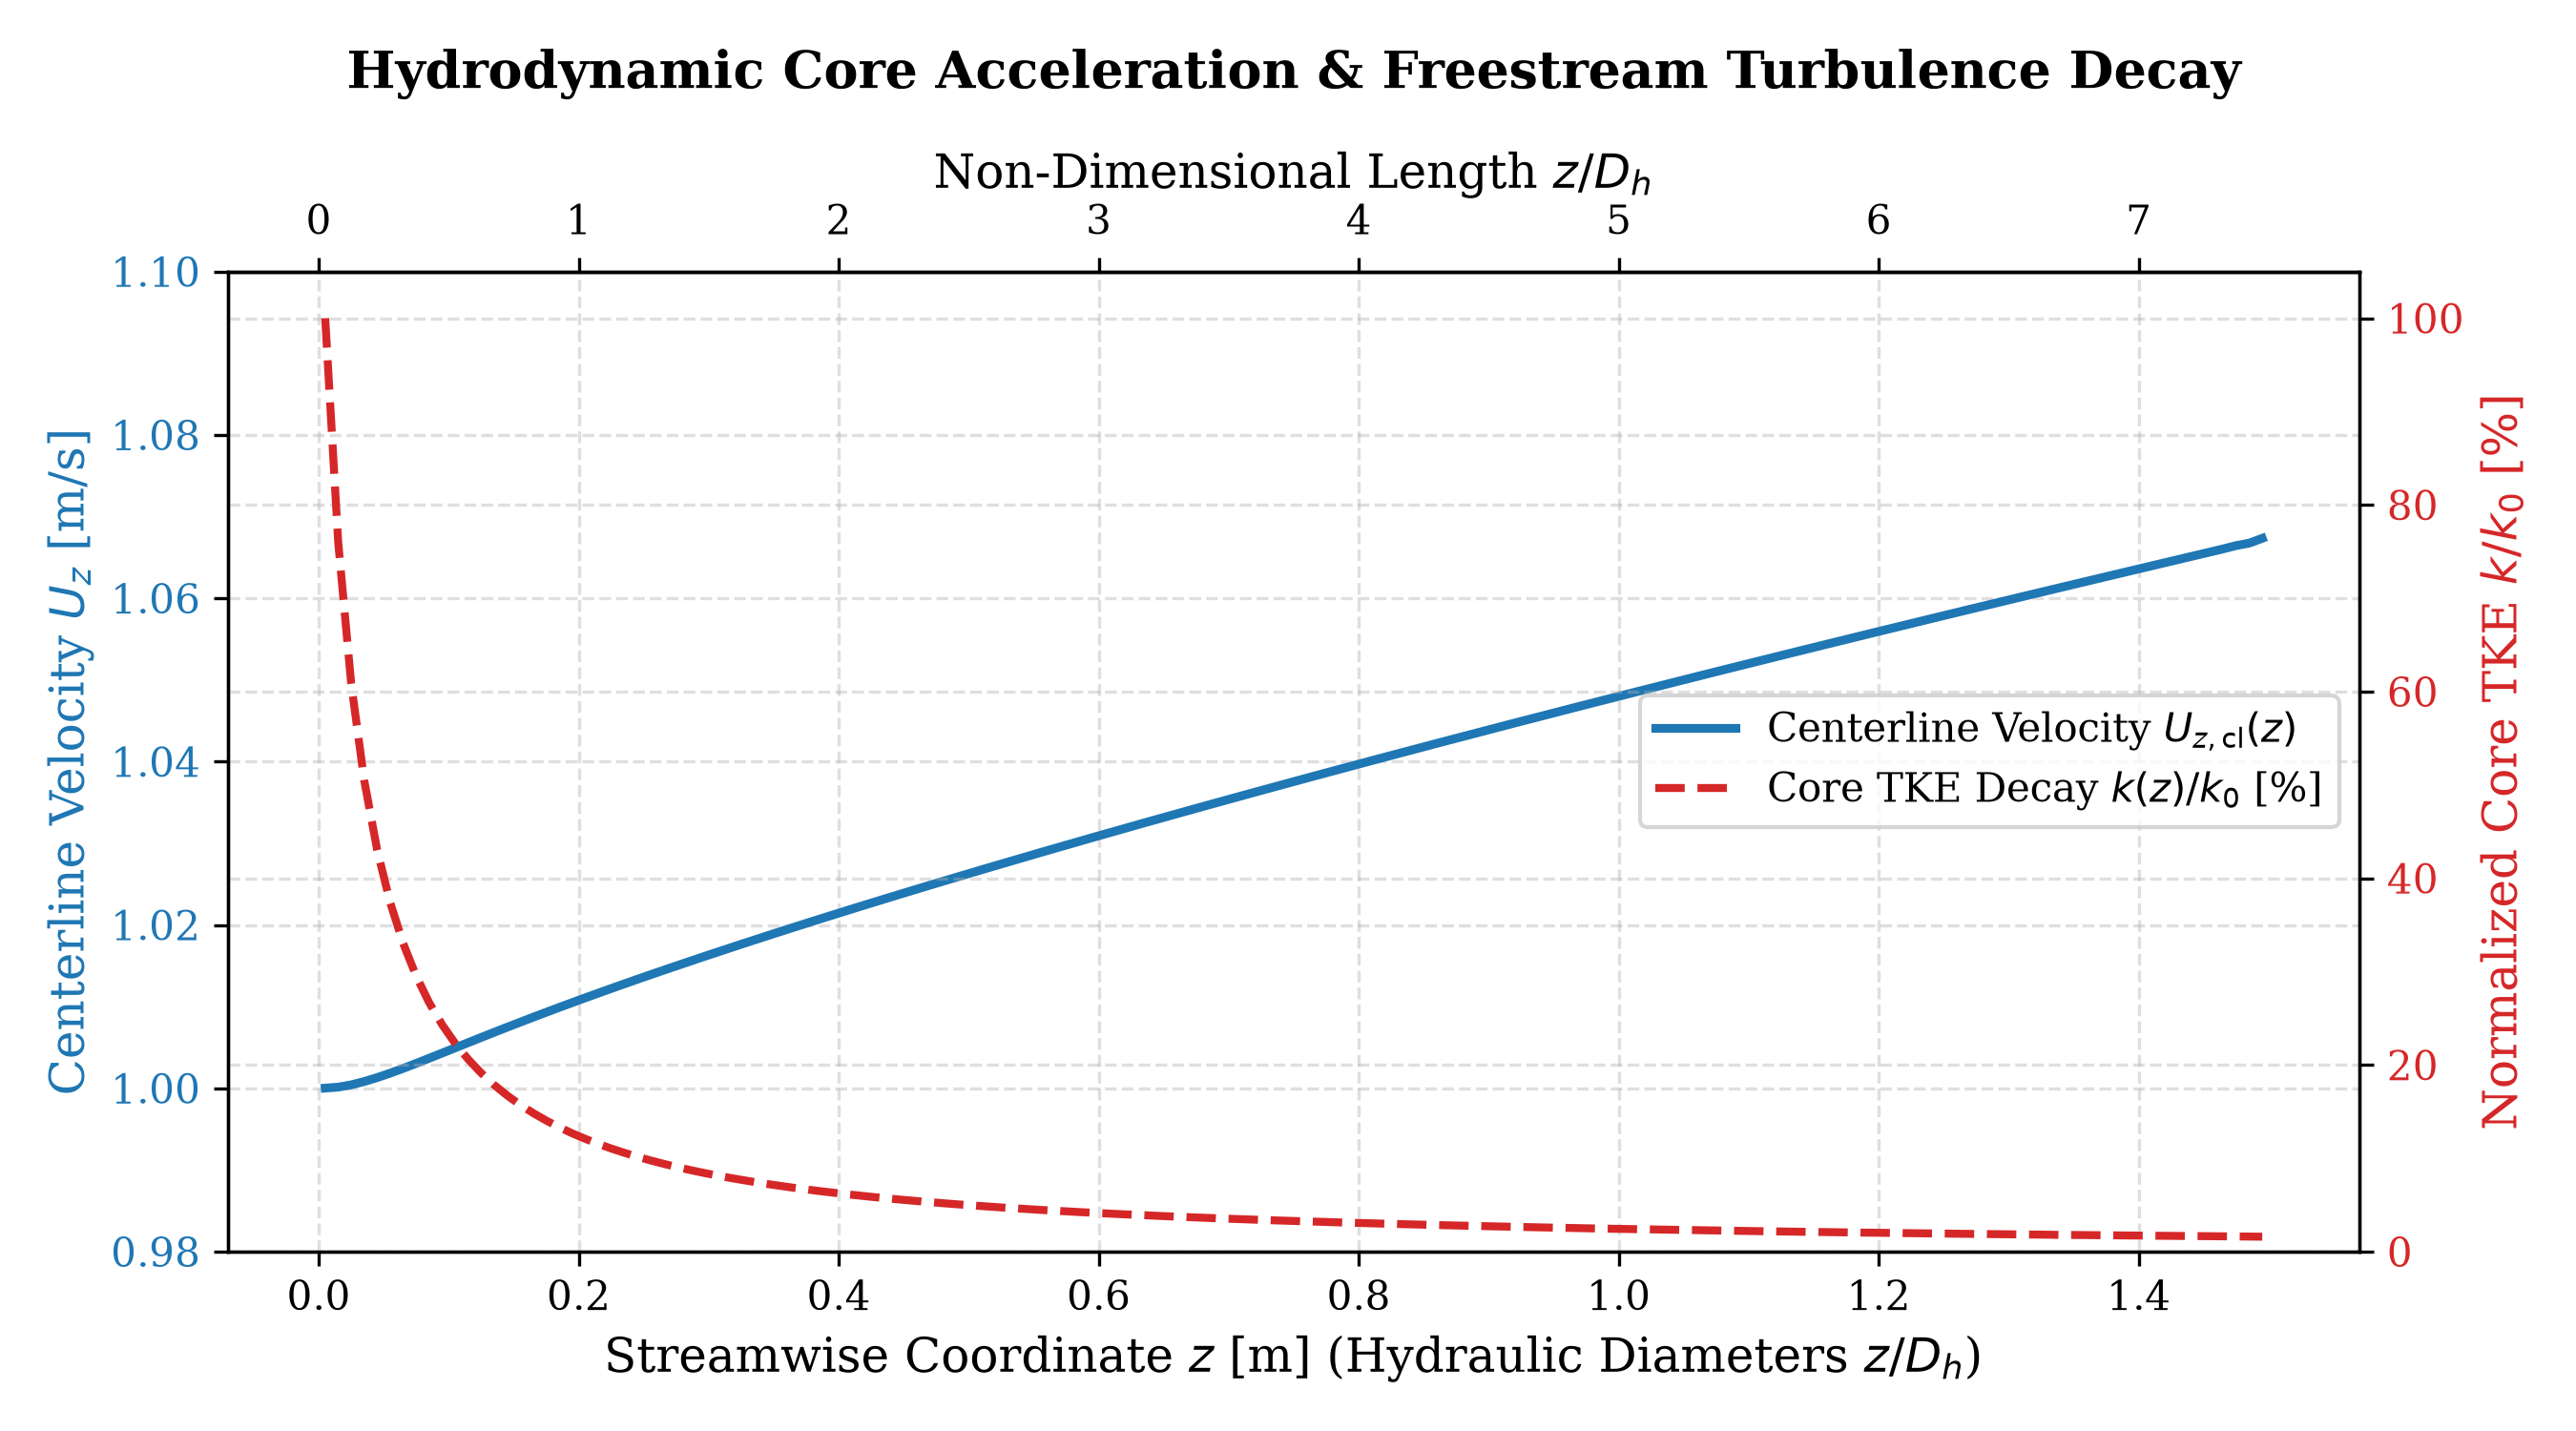 Hydrodynamic Core Acceleration & Freestream Turbulence Decay
Non-Dimensional Length z/D_h
0 1 2 3 4 5 6 7
1.10
1.08
1.06
1.04
1.02
1.00
0.98
Centerline Velocity U_z [m/s]
100
80
60
40
20
0
Normalized Core TKE k/k_0 [%]
Centerline Velocity U_{z, cl}(z)
Core TKE Decay k(z)/k_0 [%]
0.0 0.2 0.4 0.6 0.8 1.0 1.2 1.4
Streamwise Coordinate z [m] (Hydraulic Diameters z/D_h)